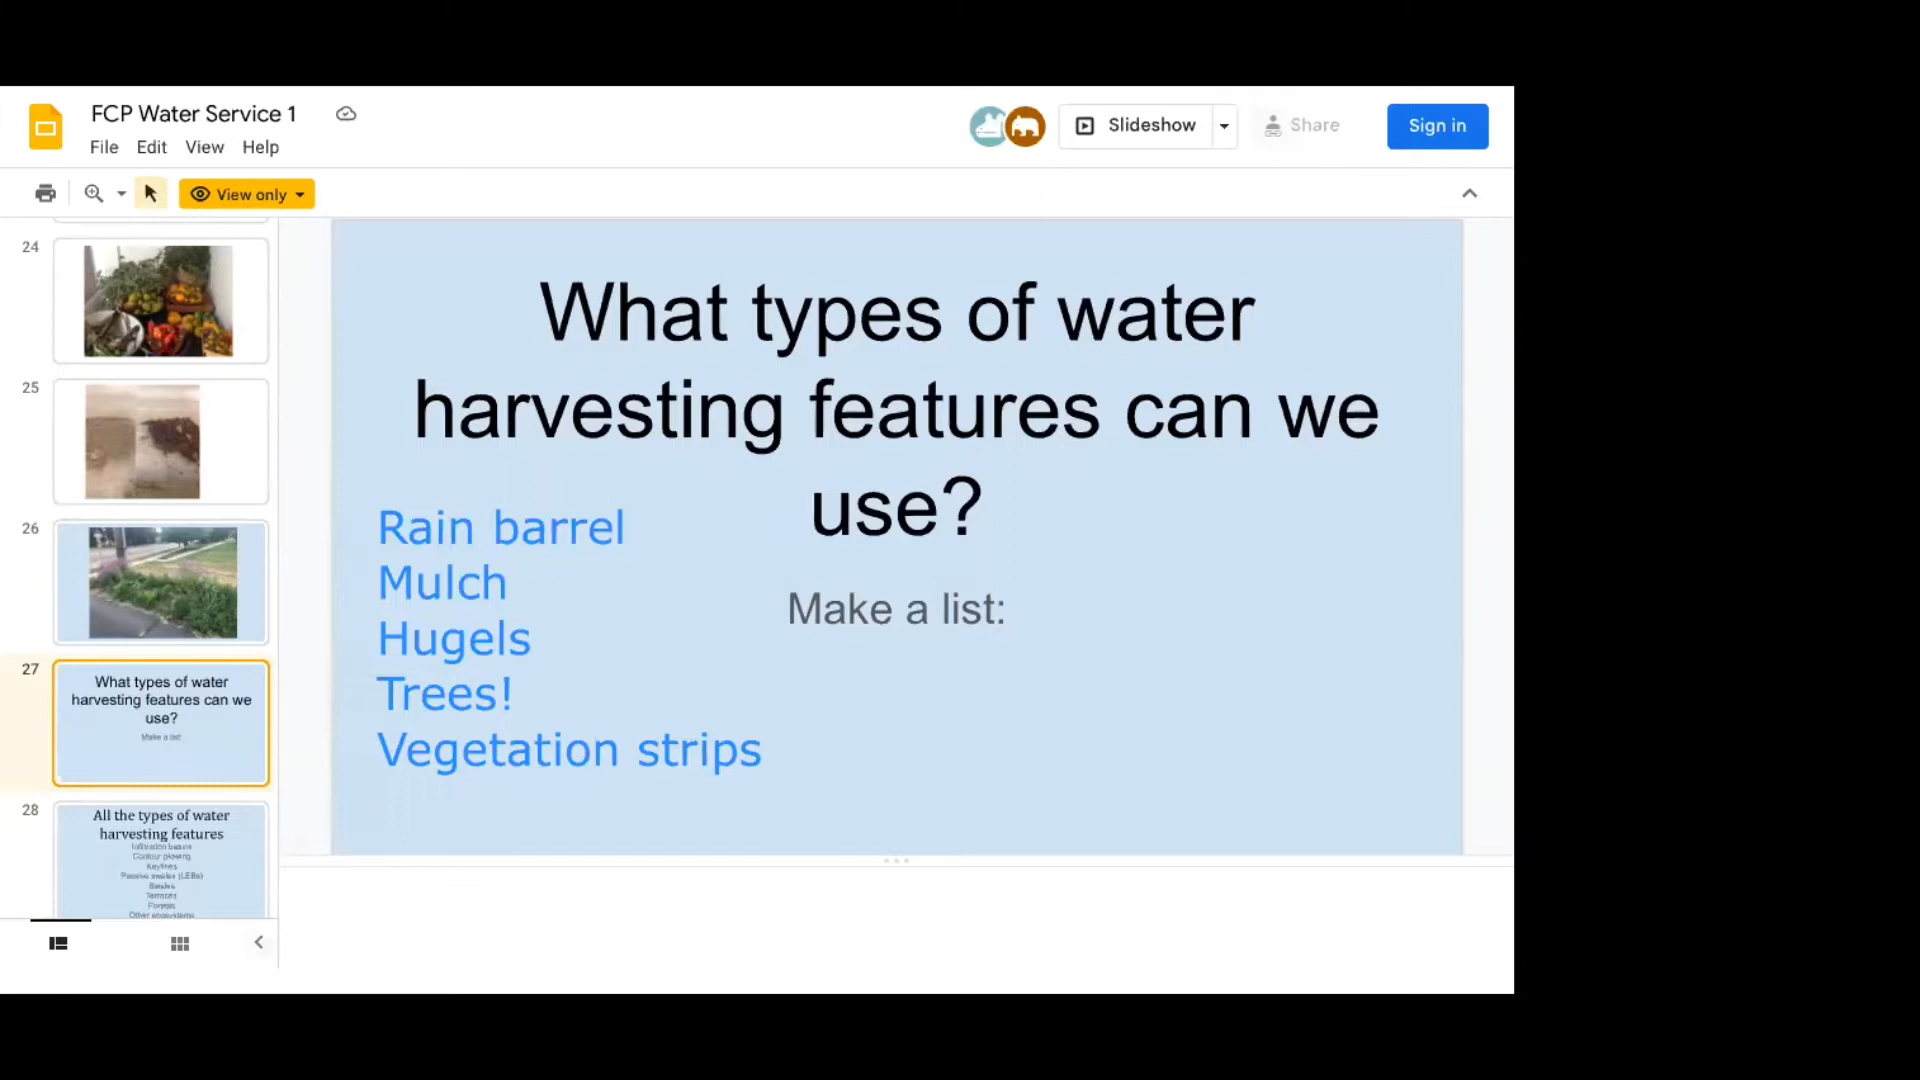 FCP Water Service 1
File Edit View Help
Slideshow
Share
Sign in
View only
24
25
26
27
What types of water
harvesting features can we
use?
Make a list:
28
All the types of water
harvesting features
Infiltration basins
Contour plowing
Keylines
Passive swales (LEBs)
Swales
Terraces
Forests
Other ecosystems
What types of water
harvesting features can we
use?
Make a list:
Rain barrel
Mulch
Hugels
Trees!
Vegetation strips